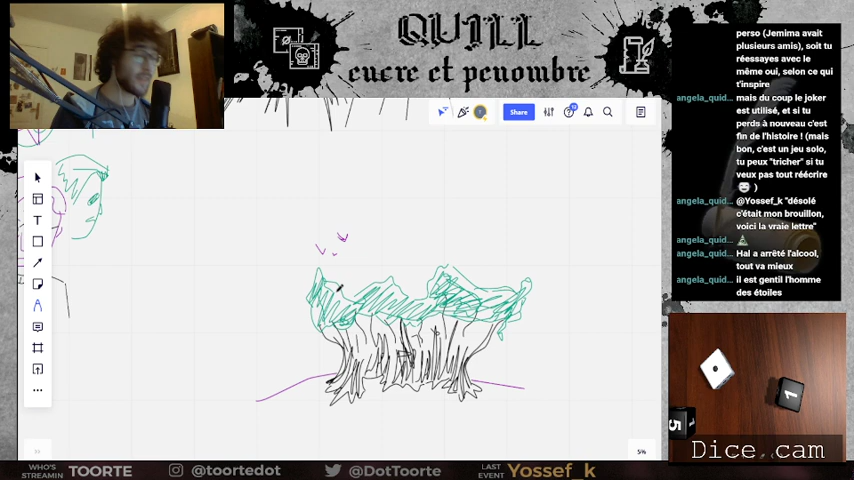 QUILL
encre et penombre
Share
perso (Jemima avait
plusieurs amis), soit tu
réessayes avec le
même oui, selon ce qui
t'inspire
angela_quid... mais du coup le joker
est utilisé, et si tu
perds à nouveau c'est
fin de l'histoire ! (mais
bon, c'est un jeu solo,
tu peux "tricher" si tu
veux pas tout réécrire
)
angela_quid... @Yossef_k "désolé
c'était mon brouillon,
voici la vraie lettre"
angela_quid...
angela_quid... Hal a arrêté l'alcool,
tout va mieux
angela_quid... il est gentil l'homme
des étoiles
T
5%
1
5
Dice.cam
WHO'S
STREAMIN
TOORTE
@toortedot
@DotToorte
LAST
EVENT
Yossef_k